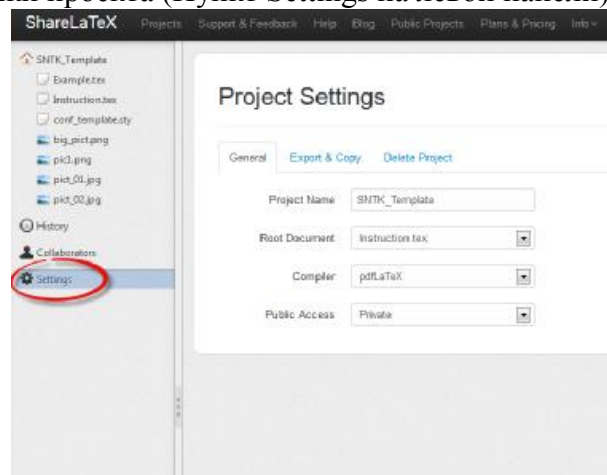 проекта (Пункт Settings на левой панели)
ShareLaTeX Projects Support & Feedback Help Blog Public Projects Plans & Pricing Info
SNTK_Template
Example.tex
Instruction.tex
conf_template.sty
big_pict.png
pic1.png
pict_01.jpg
pict_02.jpg
History
Collaborators
Settings
Project Settings
General Export & Copy Delete Project
Project Name SNTK_Template
Root Document Instruction.tex
Compiler pdfLaTeX
Public Access Private